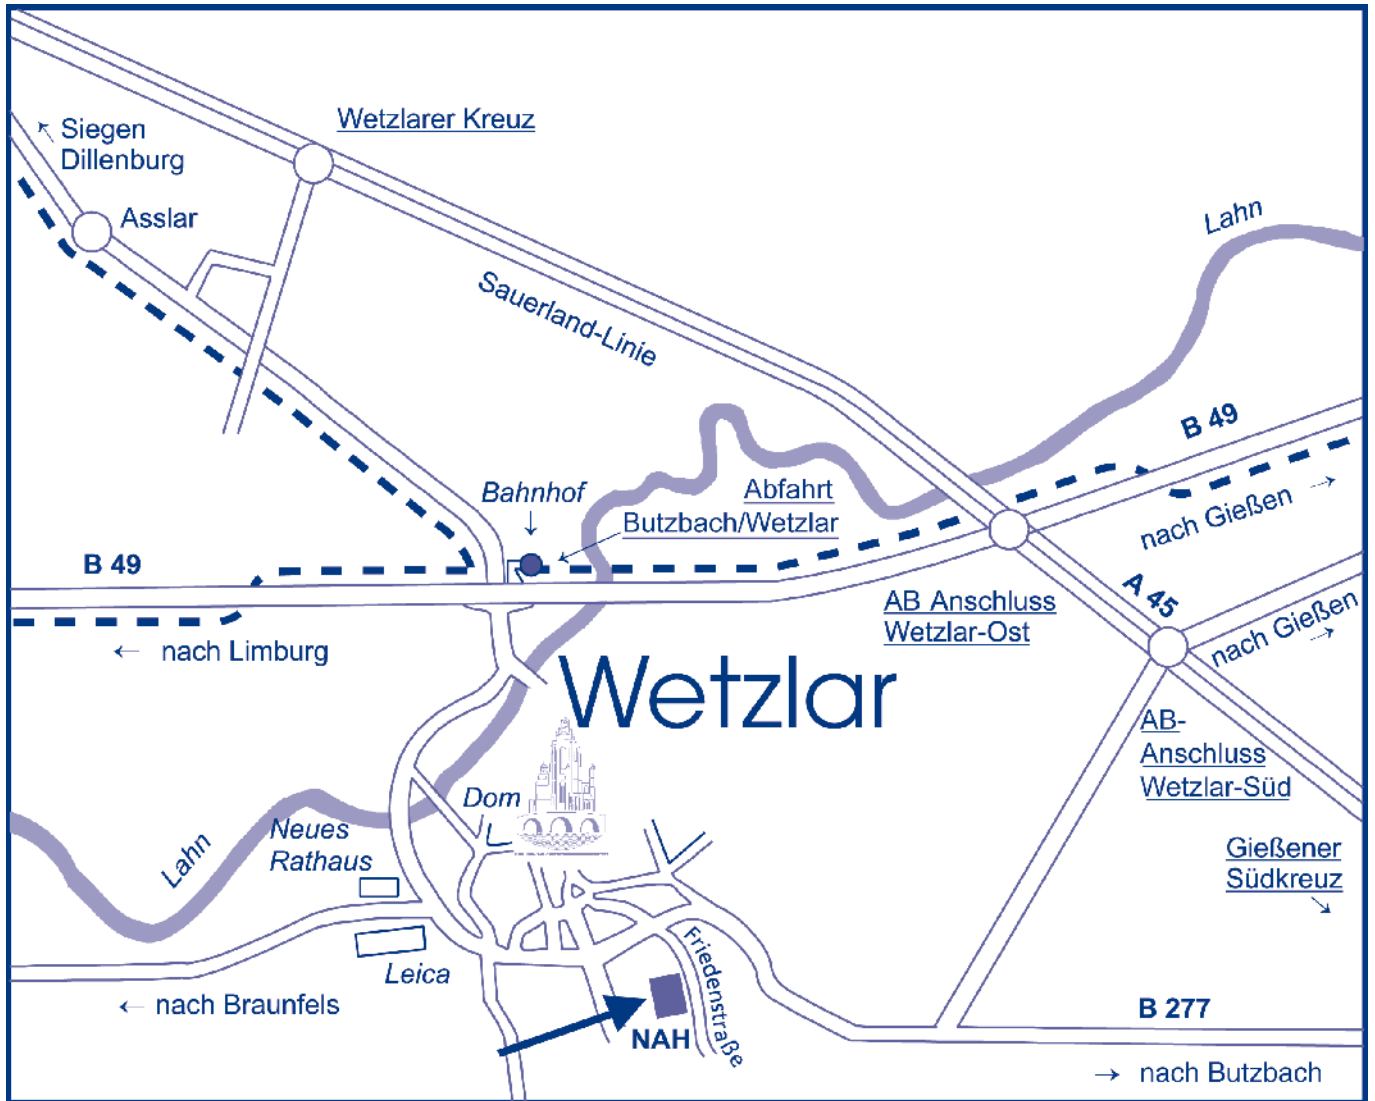 Wetzlarer Kreuz
Siegen
Dillenburg
Asslar
Lahn
Sauerland-Linie
B 49
Bahnhof
Abfahrt
Butzbach/Wetzlar
nach Gießen
B 49
A 45
AB Anschluss
Wetzlar-Ost
nach Gießen
nach Limburg
Wetzlar
AB-
Anschluss
Wetzlar-Süd
Dom
Neues
Rathaus
Lahn
Gießener
Südkreuz
Leica
Friedenstraße
nach Braunfels
NAH
B 277
nach Butzbach